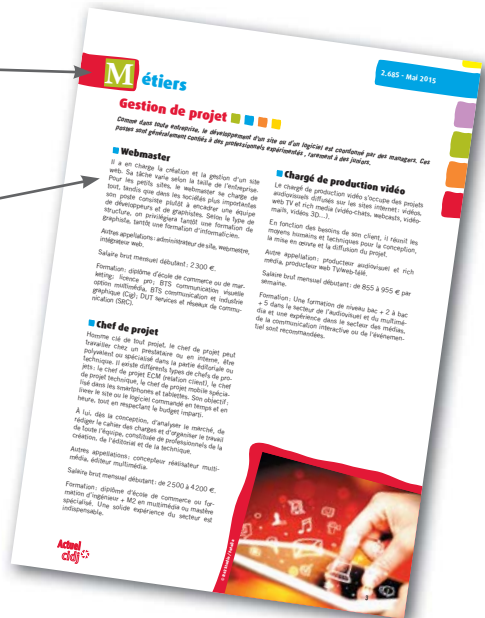 2.685 - Mai 2015
Métiers
Gestion de projet
Comme dans toute entreprise, le développement d'un site ou d'un logiciel est coordonné par des managers. Ces
postes sont généralement confiés à des professionnels expérimentés, rarement à des juniors.
Webmaster
Il a en charge la création et la gestion d'un site
web. Sa tâche varie selon la taille de l'entreprise.
Pour les petits sites, le webmaster se charge de
tout, tandis que dans les sociétés plus importantes
son poste consiste plutôt à encadrer une équipe
de développeurs et de graphistes. Selon le type de
structure, on privilégiera tantôt une formation de
graphiste, tantôt une formation d'informaticien.
Autres appellations: administrateur de site, webmestre,
intégrateur web.
Salaire brut mensuel débutant: 2 300 €.
Formation: diplôme d'école de commerce ou de mar-
keting; licence pro; BTS communication visuelle
option multimédia, BTS communication et industrie
graphique (Cig); DUT services et réseaux de commu-
nication (SRC).
Chef de projet
Homme clé de tout projet, le chef de projet peut
travailler chez un prestataire ou en interne, être
polyvalent ou spécialisé dans la partie éditoriale ou
technique. Il existe différents types de chefs de pro-
jets: le chef de projet ECM (relation client), le chef
de projet technique, le chef de projet mobile spécia-
lisé dans les smartphones et tablettes. Son objectif:
livrer le site ou le logiciel commandé en temps et en
heure, tout en respectant le budget imparti.
À lui, dès la conception, d'analyser le marché, de
rédiger le cahier des charges et d'organiser le travail
de toute l'équipe, constituée de professionnels de la
création, de l'éditorial et de la technique.
Autres appellations: concepteur réalisateur multi-
média, éditeur multimédia.
Salaire brut mensuel débutant: de 2 500 à 4 200 €.
Formation: diplôme d'école de commerce ou for-
mation d'ingénieur + M2 en multimédia ou mastère
spécialisé. Une solide expérience du secteur est
indispensable.
Chargé de production vidéo
Le chargé de production vidéo s'occupe des projets
audiovisuels diffusés sur les sites internet: vidéos,
web TV et rich media (vidéo-chats, webcasts, vidéo-
mails, vidéos 3D...).
En fonction des besoins de son client, il réunit les
moyens humains et techniques pour la conception,
la mise en œuvre et la diffusion du projet.
Autre appellation: producteur audiovisuel et rich
média, producteur web TV/web-télé.
Salaire brut mensuel débutant: de 855 à 955 € par
semaine.
Formation: Une formation de niveau bac + 2 à bac
+ 5 dans le secteur de l'audiovisuel et du multimé-
dia et une expérience dans le secteur des médias,
de la communication interactive ou de l'événemen-
tiel sont recommandées.
Actuel
cidj
3